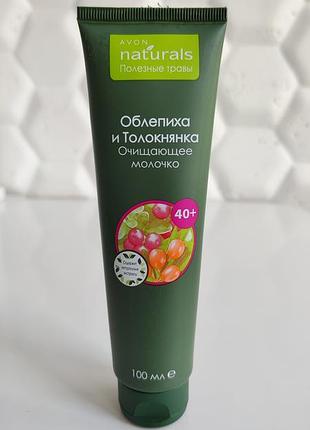 AVON
naturals
Полезные травы
Облепиха
и Толокнянка
Очищающее
молочко
40+
100 мл e